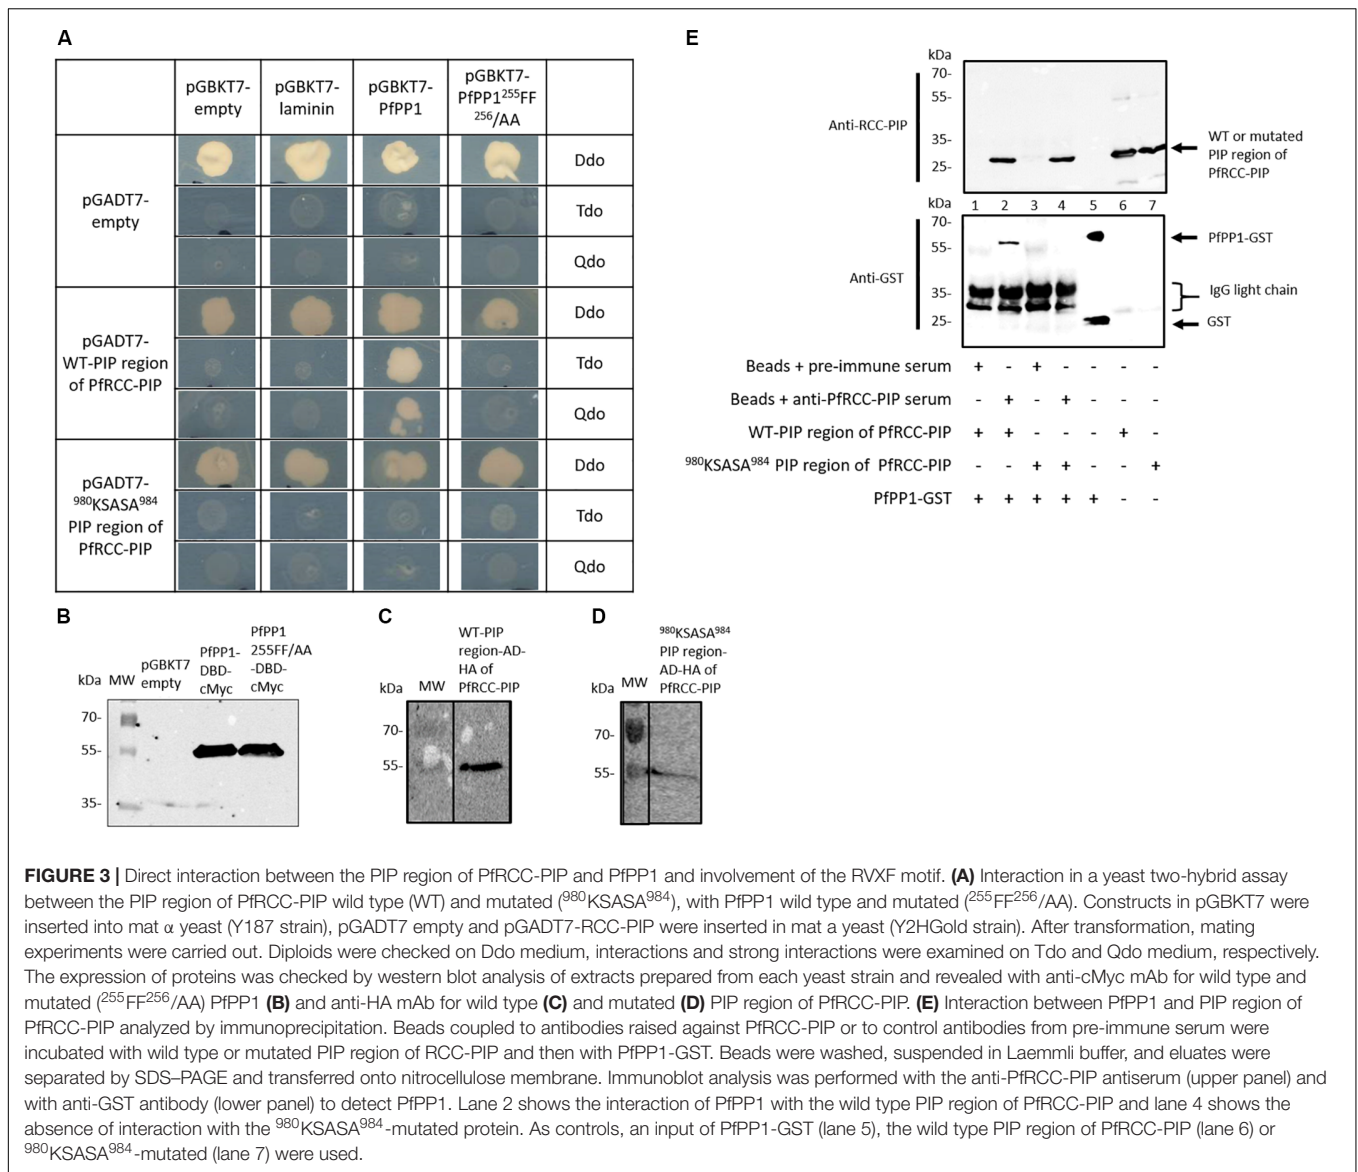 A
pGBKT7-
empty
pGBKT7-
laminin
pGBKT7-
PfPP1
pGBKT7-
PfPP1²⁵⁵FF
²⁵⁶/AA
pGADT7-
empty
Ddo
Tdo
Qdo
pGADT7-
WT-PIP region
of PfRCC-PIP
Ddo
Tdo
Qdo
pGADT7-
⁹⁸⁰KSASA⁹⁸⁴
PIP region of
PfRCC-PIP
Ddo
Tdo
Qdo
B
kDa MW
pGBKT7
empty
PfPP1-
DBD-
cMyc
PfPP1
255FF/AA
-DBD-
cMyc
70-
55-
35-
C
kDa MW
WT-PIP
region-AD-
HA of
PfRCC-PIP
70-
55-
D
kDa MW
⁹⁸⁰KSASA⁹⁸⁴
PIP region-
AD-HA of
PfRCC-PIP
70-
55-
E
kDa
70-
55-
35-
25-
Anti-RCC-PIP
WT or mutated
PIP region of
PfRCC-PIP
kDa 1 2 3 4 5 6 7
70-
55-
35-
25-
Anti-GST
PfPP1-GST
IgG light chain
GST
Beads + pre-immune serum + - + - - - -
Beads + anti-PfRCC-PIP serum - + - + - - -
WT-PIP region of PfRCC-PIP + + - - - + -
⁹⁸⁰KSASA⁹⁸⁴ PIP region of PfRCC-PIP - - + + - - +
PfPP1-GST + + + + + - -
FIGURE 3 | Direct interaction between the PIP region of PfRCC-PIP and PfPP1 and involvement of the RVXF motif. (A) Interaction in a yeast two-hybrid assay
between the PIP region of PfRCC-PIP wild type (WT) and mutated (⁹⁸⁰KSASA⁹⁸⁴), with PfPP1 wild type and mutated (²⁵⁵FF²⁵⁶/AA). Constructs in pGBKT7 were
inserted into mat α yeast (Y187 strain), pGADT7 empty and pGADT7-RCC-PIP were inserted in mat a yeast (Y2HGold strain). After transformation, mating
experiments were carried out. Diploids were checked on Ddo medium, interactions and strong interactions were examined on Tdo and Qdo medium, respectively.
The expression of proteins was checked by western blot analysis of extracts prepared from each yeast strain and revealed with anti-cMyc mAb for wild type and
mutated (²⁵⁵FF²⁵⁶/AA) PfPP1 (B) and anti-HA mAb for wild type (C) and mutated (D) PIP region of PfRCC-PIP. (E) Interaction between PfPP1 and PIP region of
PfRCC-PIP analyzed by immunoprecipitation. Beads coupled to antibodies raised against PfRCC-PIP or to control antibodies from pre-immune serum were
incubated with wild type or mutated PIP region of RCC-PIP and then with PfPP1-GST. Beads were washed, suspended in Laemmli buffer, and eluates were
separated by SDS–PAGE and transferred onto nitrocellulose membrane. Immunoblot analysis was performed with the anti-PfRCC-PIP antiserum (upper panel) and
with anti-GST antibody (lower panel) to detect PfPP1. Lane 2 shows the interaction of PfPP1 with the wild type PIP region of PfRCC-PIP and lane 4 shows the
absence of interaction with the ⁹⁸⁰KSASA⁹⁸⁴-mutated protein. As controls, an input of PfPP1-GST (lane 5), the wild type PIP region of PfRCC-PIP (lane 6) or
⁹⁸⁰KSASA⁹⁸⁴-mutated (lane 7) were used.